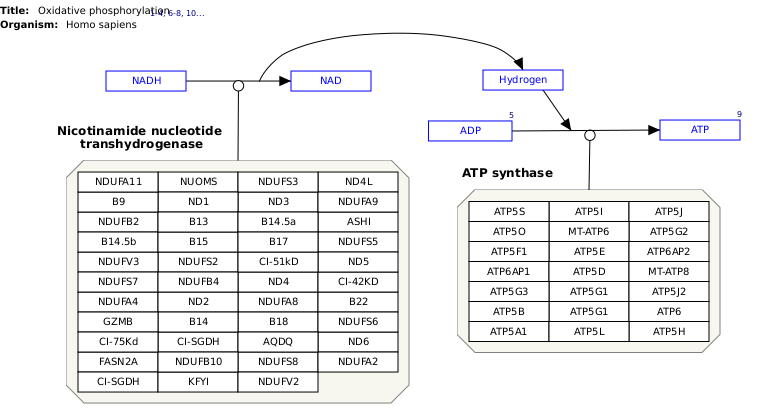 Title: Oxidative phosphorylation 1-4, 6-8, 10...
Organism: Homo sapiens
NADH
NAD
Hydrogen
5
9
ADP
ATP
Nicotinamide nucleotide
transhydrogenase
ATP synthase
NDUFA11 NUOMS NDUFS3 ND4L
B9 ND1 ND3 NDUFA9
NDUFB2 B13 B14.5a ASHI
B14.5b B15 B17 NDUFS5
NDUFV3 NDUFS2 CI-51kD ND5
NDUFS7 NDUFB4 ND4 CI-42KD
NDUFA4 ND2 NDUFA8 B22
GZMB B14 B18 NDUFS6
CI-75Kd CI-SGDH AQDQ ND6
FASN2A NDUFB10 NDUFS8 NDUFA2
CI-SGDH KFYI NDUFV2
ATP5S ATP5I ATP5J
ATP5O MT-ATP6 ATP5G2
ATP5F1 ATP5E ATP6AP2
ATP6AP1 ATP5D MT-ATP8
ATP5G3 ATP5G1 ATP5J2
ATP5B ATP5G1 ATP6
ATP5A1 ATP5L ATP5H